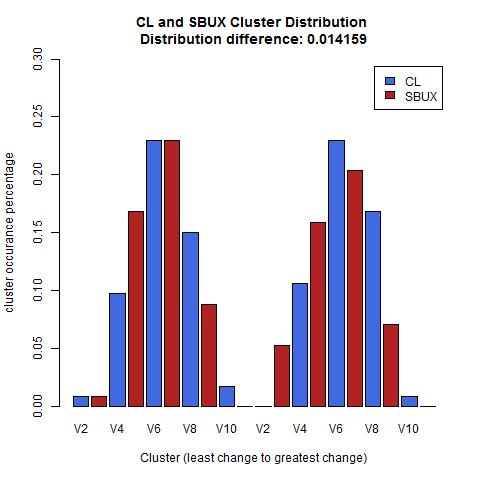 CL and SBUX Cluster Distribution
Distribution difference: 0.014159
CL
SBUX
cluster occurance percentage
0.30
0.25
0.20
0.15
0.10
0.05
0.00
V2 V4 V6 V8 V10 V2 V4 V6 V8 V10
Cluster (least change to greatest change)